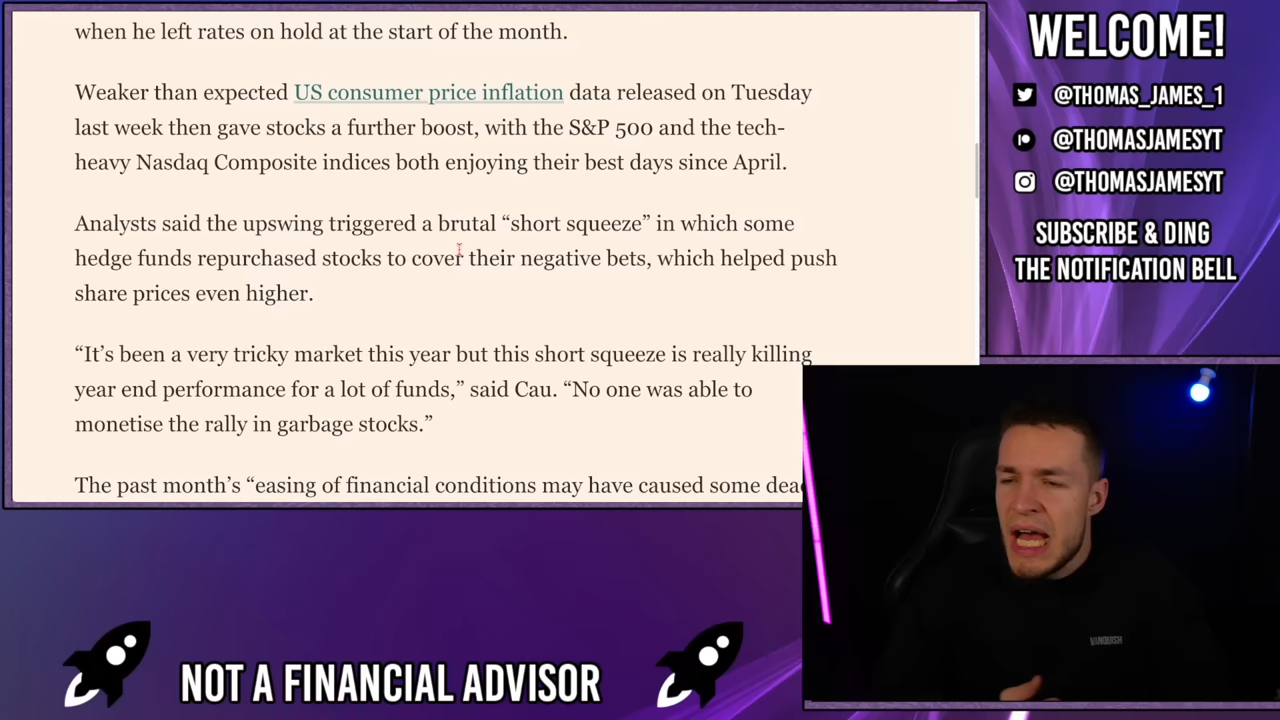 when he left rates on hold at the start of the month.
Weaker than expected US consumer price inflation data released on Tuesday
last week then gave stocks a further boost, with the S&P 500 and the tech-
heavy Nasdaq Composite indices both enjoying their best days since April.
Analysts said the upswing triggered a brutal “short squeeze” in which some
hedge funds repurchased stocks to cover their negative bets, which helped push
share prices even higher.
“It’s been a very tricky market this year but this short squeeze is really killing
year end performance for a lot of funds,” said Cau. “No one was able to
monetise the rally in garbage stocks.”
The past month’s “easing of financial conditions may have caused some
WELCOME!
@THOMAS_JAMES_1
@THOMASJAMESYT
@THOMASJAMESYT
SUBSCRIBE & DING
THE NOTIFICATION BELL
VANQUISH
NOT A FINANCIAL ADVISOR